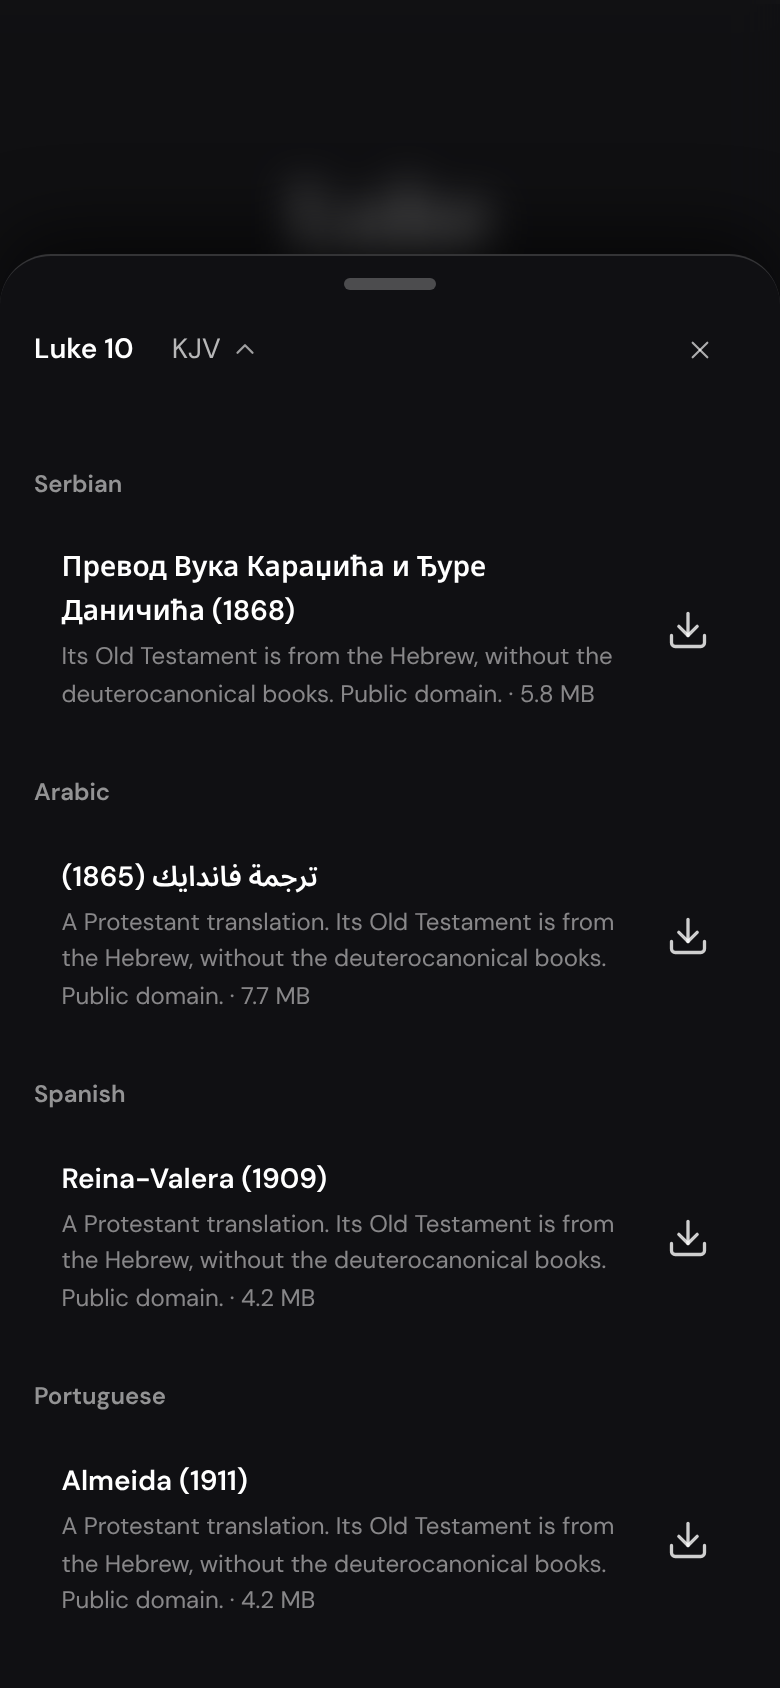 Luke 10 KJV
Serbian
Превод Вука Караџића и Ђуре
Даничића (1868)
Its Old Testament is from the Hebrew, without the
deuterocanonical books. Public domain. · 5.8 MB
Arabic
ترجمة فاندايك (1865)
A Protestant translation. Its Old Testament is from
the Hebrew, without the deuterocanonical books.
Public domain. · 7.7 MB
Spanish
Reina-Valera (1909)
A Protestant translation. Its Old Testament is from
the Hebrew, without the deuterocanonical books.
Public domain. · 4.2 MB
Portuguese
Almeida (1911)
A Protestant translation. Its Old Testament is from
the Hebrew, without the deuterocanonical books.
Public domain. · 4.2 MB